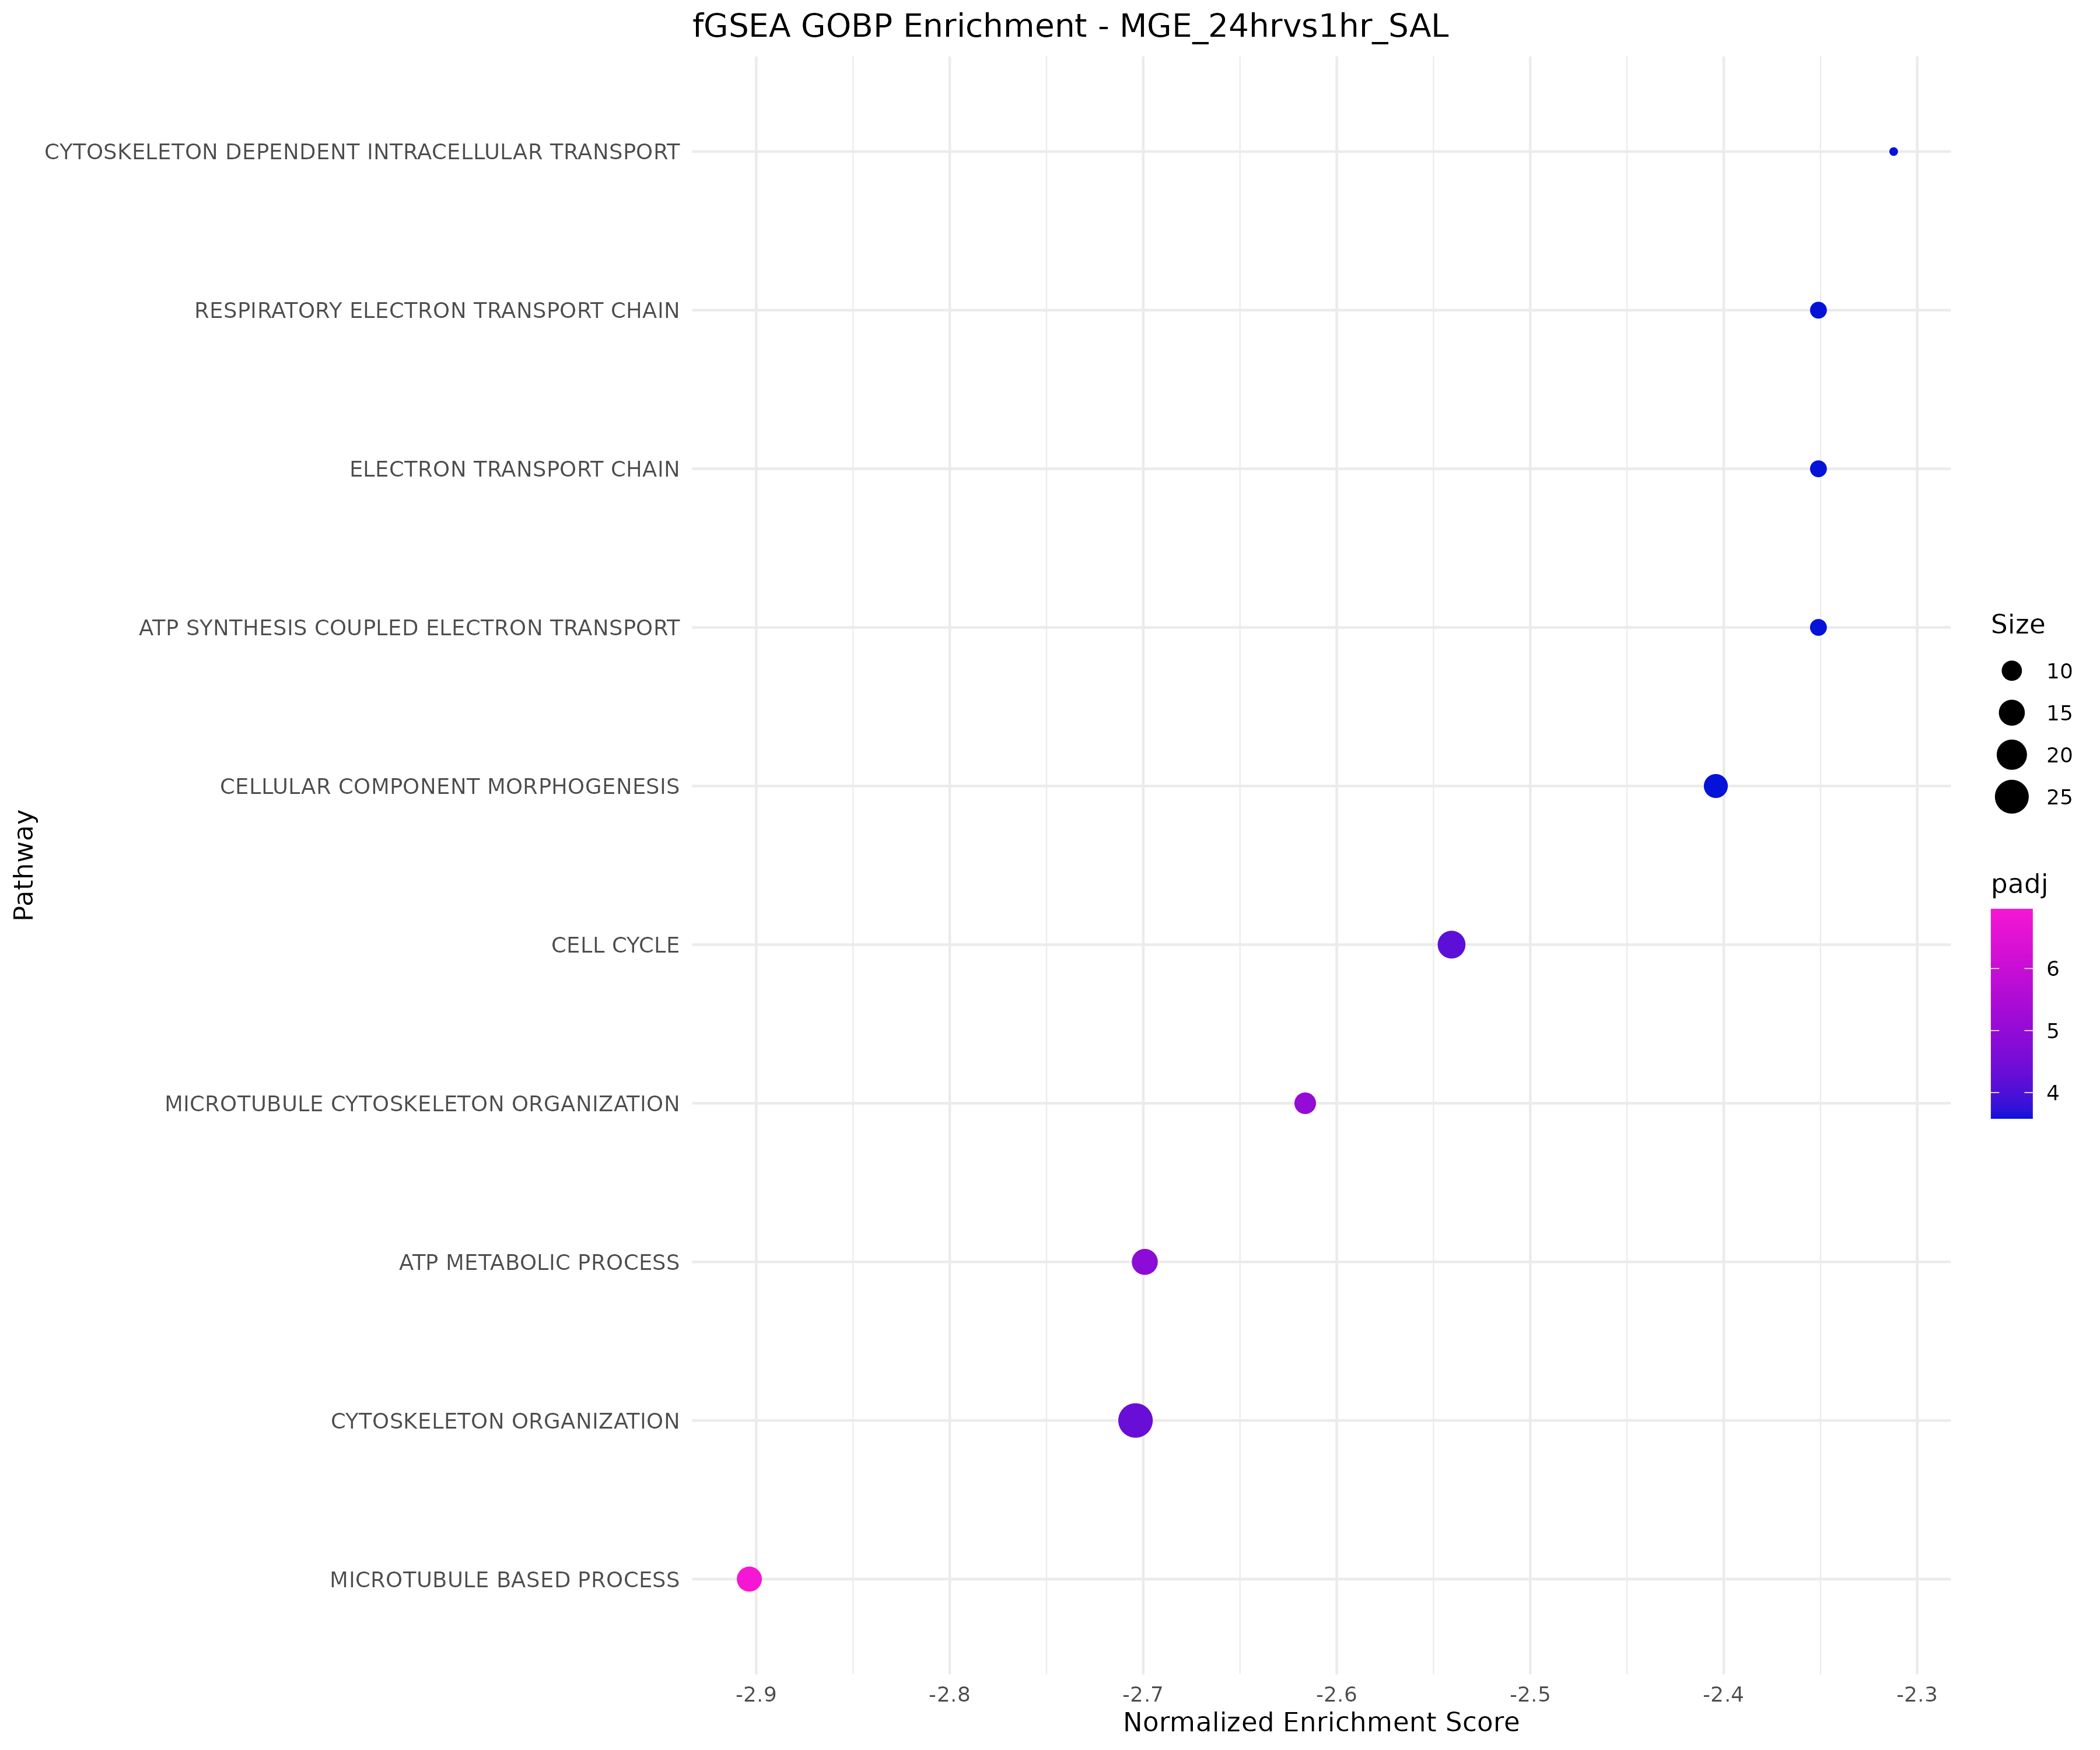 fGSEA GOBP Enrichment - MGE_24hrvs1hr_SAL
CYTOSKELETON DEPENDENT INTRACELLULAR TRANSPORT
RESPIRATORY ELECTRON TRANSPORT CHAIN
ELECTRON TRANSPORT CHAIN
ATP SYNTHESIS COUPLED ELECTRON TRANSPORT
CELLULAR COMPONENT MORPHOGENESIS
CELL CYCLE
MICROTUBULE CYTOSKELETON ORGANIZATION
ATP METABOLIC PROCESS
CYTOSKELETON ORGANIZATION
MICROTUBULE BASED PROCESS
Pathway
-2.9 -2.8 -2.7 -2.6 -2.5 -2.4 -2.3
Normalized Enrichment Score
Size
10
15
20
25
padj
6
5
4